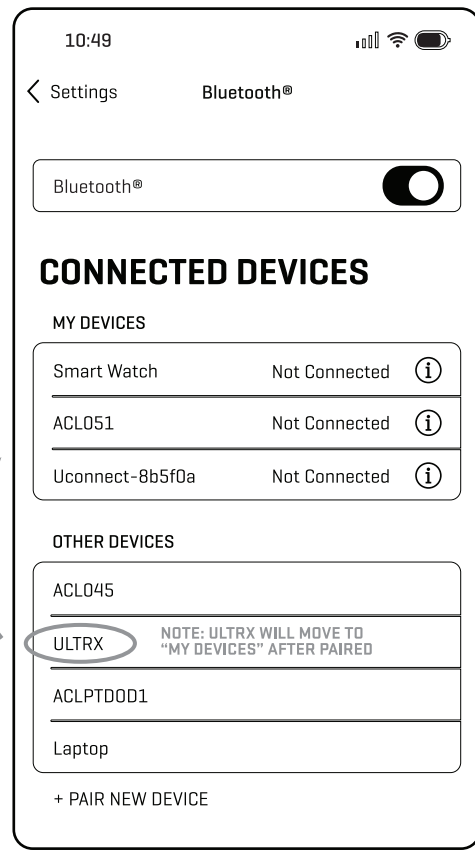 10:49
Settings Bluetooth®
Bluetooth®
CONNECTED DEVICES
MY DEVICES
Smart Watch Not Connected
ACL051 Not Connected
Uconnect-8b5f0a Not Connected
OTHER DEVICES
ACL045
ULTRX
NOTE: ULTRX WILL MOVE TO
“MY DEVICES” AFTER PAIRED
ACLPTD0D1
Laptop
+ PAIR NEW DEVICE